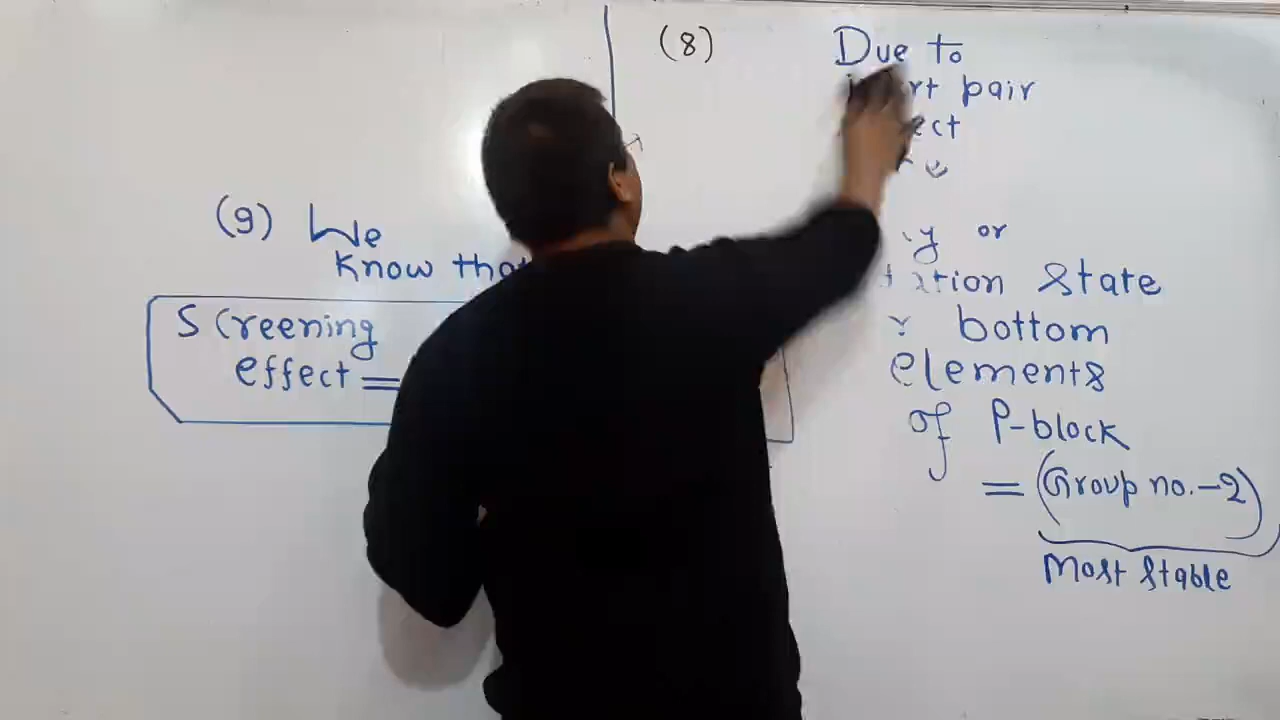 (9) We
know
Screening
effect =
(8) Due to
pair
or
state
bottom
elements
of P-block
= (Group no.-2)
Most stable